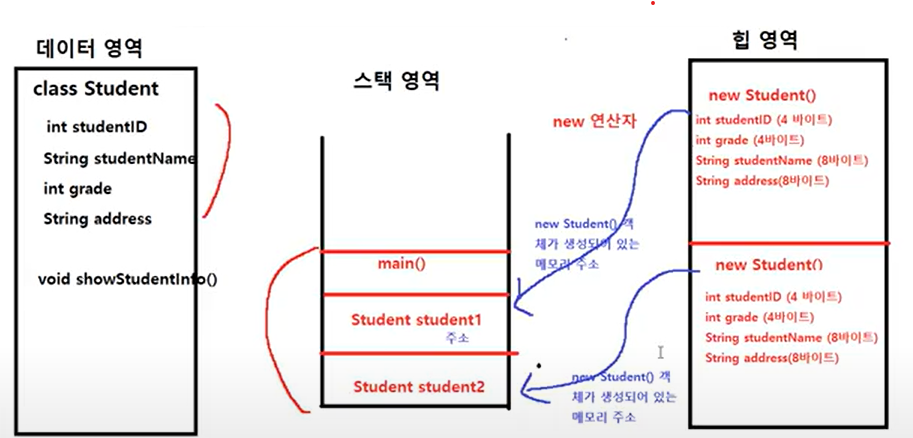 데이터 영역
class Student
int studentID
String studentName
int grade
String address
void showStudentInfo()
스택 영역
main()
Student student1
주소
Student student2
new 연산자
new Student() 객
체가 생성되어 있는
메모리 주소
new Student() 객
체가 생성되어 있는
메모리 주소
힙 영역
new Student()
int studentID (4 바이트)
int grade (4바이트)
String studentName (8바이트)
String address(8바이트)
new Student()
int studentID (4 바이트)
int grade (4바이트)
String studentName (8바이트)
String address(8바이트)